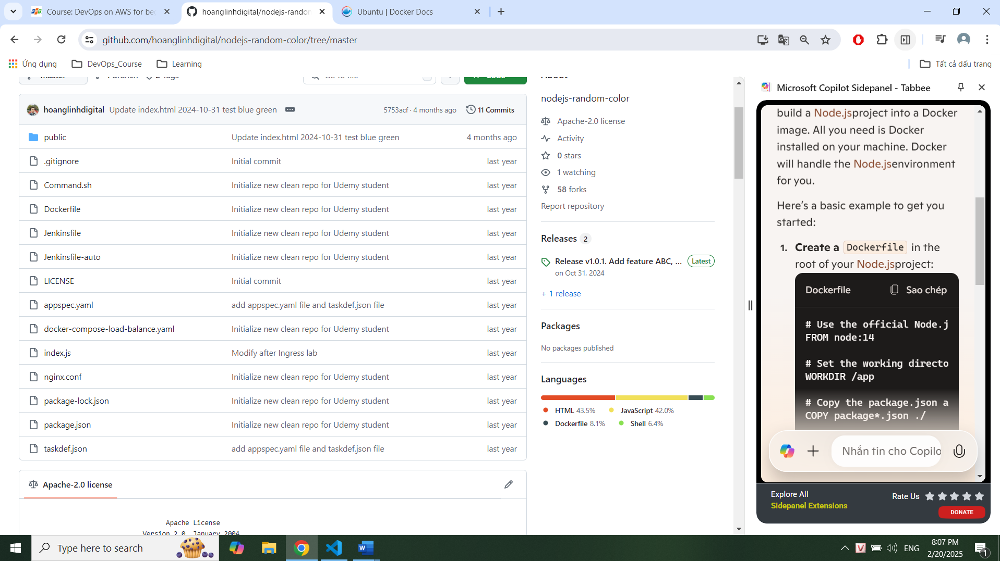 Course: DevOps on AWS for be
hoanglinhdigital/nodejs-random
Ubuntu | Docker Docs
github.com/hoanglinhdigital/nodejs-random-color/tree/master
Ứng dụng
DevOps_Course
Learning
Tất cả dấu trang
master
1 Branch
2 Tags
Go to file
Code
hoanglinhdigital Update index.html 2024-10-31 test blue green
5753acf · 4 months ago
11 Commits
public Update index.html 2024-10-31 test blue green 4 months ago
.gitignore Initial commit last year
Command.sh Initialize new clean repo for Udemy student last year
Dockerfile Initialize new clean repo for Udemy student last year
Jenkinsfile Initialize new clean repo for Udemy student last year
Jenkinsfile-auto Initialize new clean repo for Udemy student last year
LICENSE Initial commit last year
appspec.yaml add appspec.yaml file and taskdef.json file last year
docker-compose-load-balance.yaml Initialize new clean repo for Udemy student last year
index.js Modify after Ingress lab last year
nginx.conf Initialize new clean repo for Udemy student last year
package-lock.json Initialize new clean repo for Udemy student last year
package.json Initialize new clean repo for Udemy student last year
taskdef.json add appspec.yaml file and taskdef.json file last year
Apache-2.0 license
Apache License
Version 2.0, January 2004
About
nodejs-random-color
Apache-2.0 license
Activity
0 stars
1 watching
58 forks
Report repository
Releases 2
Release v1.0.1. Add feature ABC, ... Latest
on Oct 31, 2024
+ 1 release
Packages
No packages published
Languages
HTML 43.5% JavaScript 42.0%
Dockerfile 8.1% Shell 6.4%
Microsoft Copilot Sidepanel - Tabbee
build a Node.jsproject into a Docker
image. All you need is Docker
installed on your machine. Docker
will handle the Node.jsenvironment
for you.
Here's a basic example to get you
started:
1. Create a Dockerfile in the
root of your Node.jsproject:
Dockerfile Sao chép
# Use the official Node.j
FROM node:14
# Set the working directo
WORKDIR /app
# Copy the package.json a
COPY package*.json ./
Nhắn tin cho Copilo
Explore All
Sidepanel Extensions
Rate Us
DONATE
Type here to search
ENG
8:07 PM
2/20/2025
1